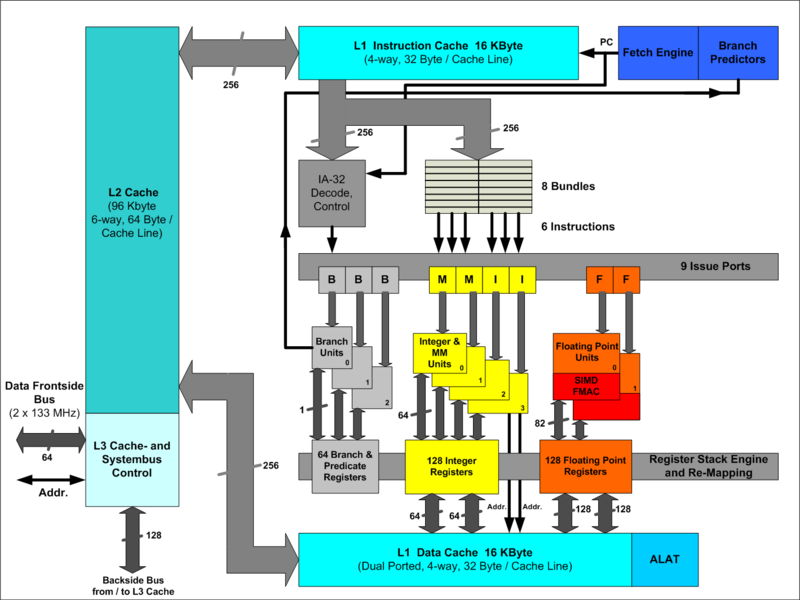 L1 Instruction Cache 16 KByte
(4-way, 32 Byte / Cache Line)
PC
Fetch Engine
Branch
Predictors
256
256
256
L2 Cache
(96 Kbyte
6-way, 64 Byte /
Cache Line)
IA-32
Decode,
Control
8 Bundles
6 Instructions
9 Issue Ports
B
B
B
M
M
I
I
F
F
Branch
Units
0
1
2
Integer &
MM
Units
0
1
2
3
Floating Point
Units
0
SIMD
FMAC
1
Data Frontside
Bus
(2 x 133 MHz)
64
Addr.
L3 Cache- and
Systembus
Control
1
64
82
256
64 Branch &
Predicate
Registers
128 Integer
Registers
128 Floating Point
Registers
Register Stack Engine
and Re-Mapping
64
64
Addr.
Addr.
128
128
128
Backside Bus
from / to L3 Cache
L1 Data Cache 16 KByte
(Dual Ported, 4-way, 32 Byte / Cache Line)
ALAT